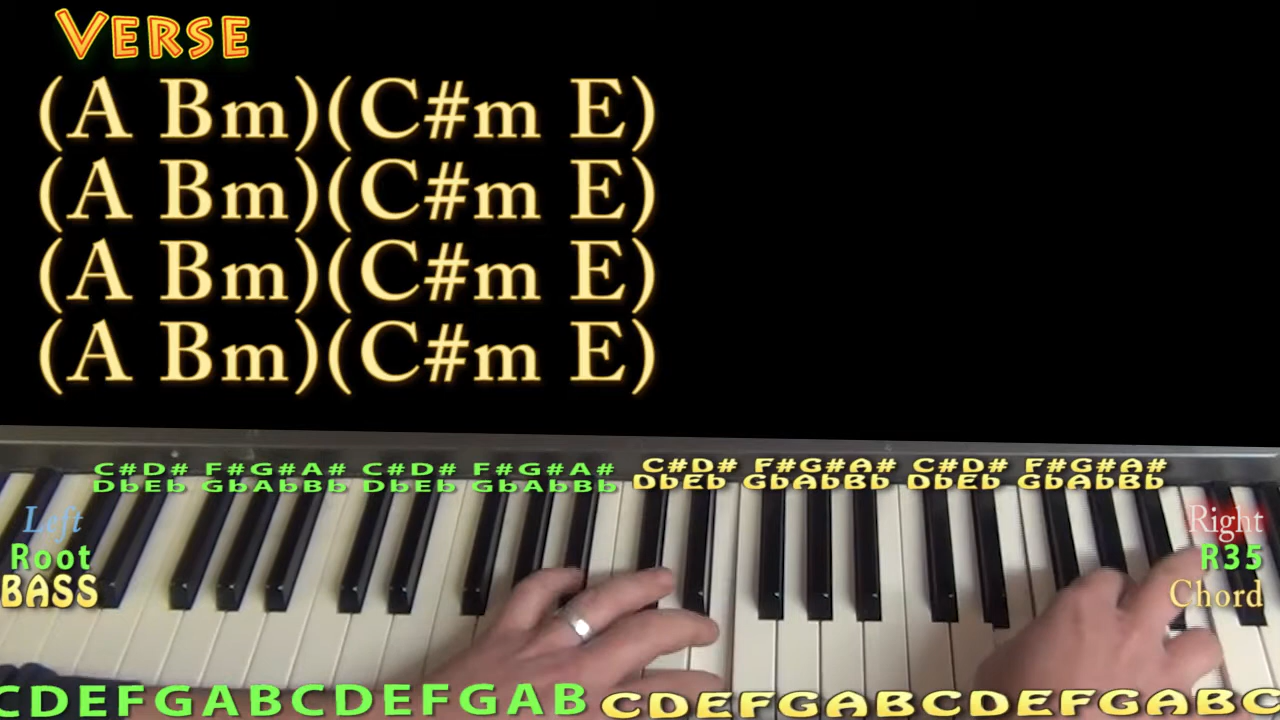 VERSE
(A Bm)(C#m E)
(A Bm)(C#m E)
(A Bm)(C#m E)
(A Bm)(C#m E)
C#D# F#G#A# C#D# F#G#A# C#D# F#G#A# C#D# F#G#A#
DbEb GbAbBb DbEb GbAbBb DbEb GbAbBb DbEb GbAbBb
Left
Root
BASS
Right
R35
Chord
CDEFGABCDEFGAB CDEFGABCDEFGABC